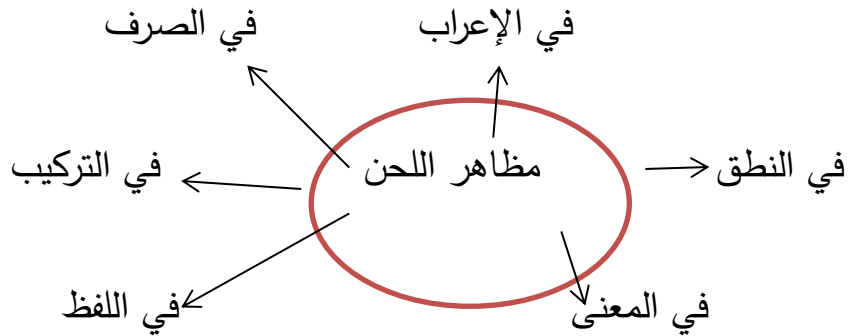 في الإعراب
في الصرف
مظاهر اللحن
في النطق
في التركيب
في المعنى
في اللفظ